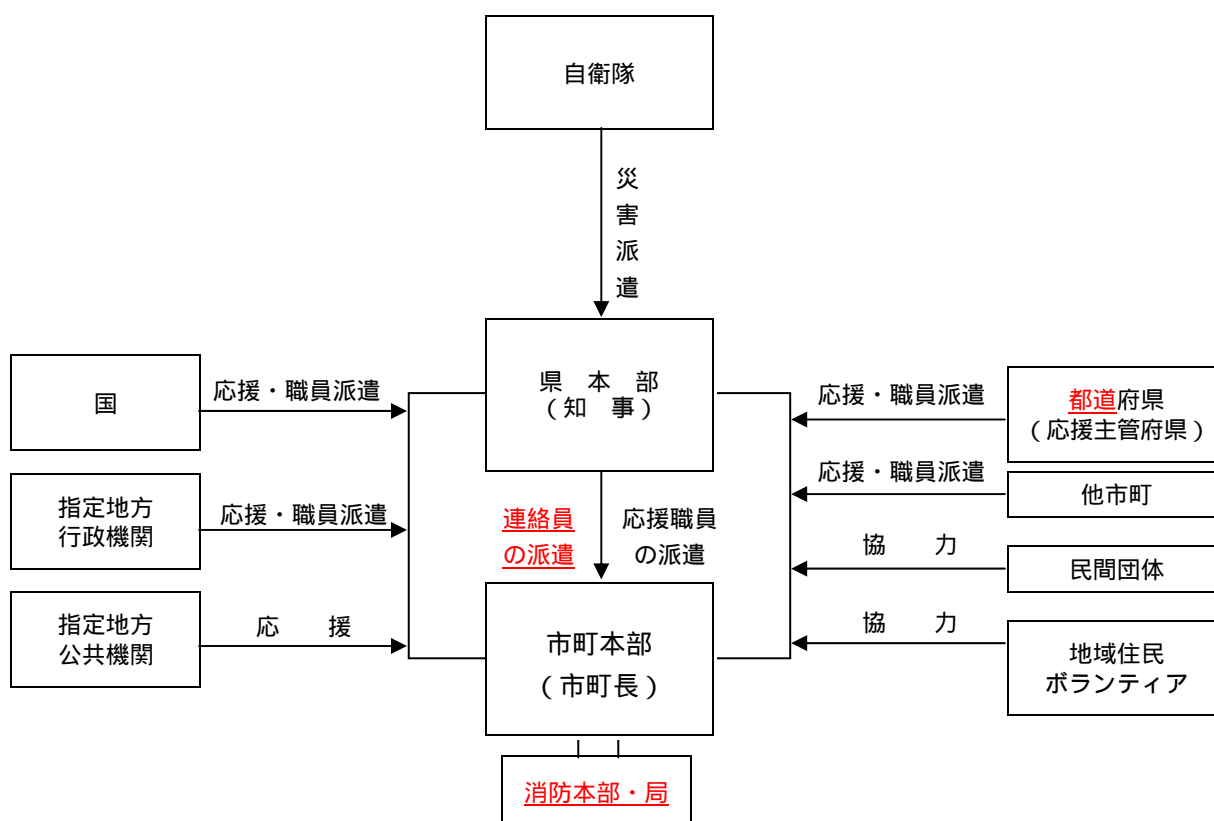 自衛隊
災害派遣
県　本　部
（知　事）
国
応援・職員派遣
指定地方
行政機関
応援・職員派遣
指定地方
公共機関
応　　援
連絡員
の派遣
応援職員
の派遣
応援・職員派遣
都道府県
（応援主管府県）
応援・職員派遣
他市町
協　　力
民間団体
協　　力
地域住民
ボランティア
市町本部
（市町長）
消防本部・局